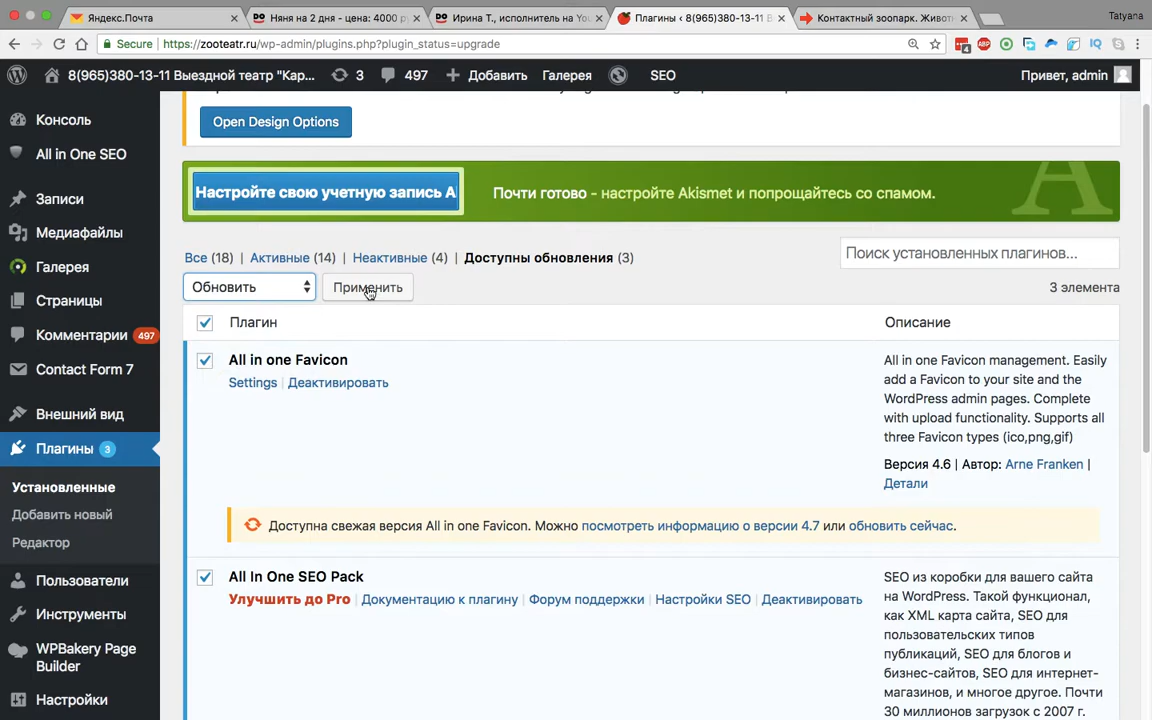 Яндекс.Почта
Няня на 2 дня - цена: 4000 р
Ирина Т., исполнитель на You
Плагины ‹ 8(965)380-13-11 В
Контактный зоопарк. Живот
Tatyana
Secure | https://zooteatr.ru/wp-admin/plugins.php?plugin_status=upgrade
8(965)380-13-11 Выездной театр "Кар... 3 497 Добавить Галерея SEO Привет, admin
Консоль
All in One SEO
Записи
Медиафайлы
Галерея
Страницы
Комментарии 497
Contact Form 7
Внешний вид
Плагины 3
Установленные
Добавить новый
Редактор
Пользователи
Инструменты
WPBakery Page
Builder
Настройки
Open Design Options
Настройте свою учетную запись A
Почти готово - настройте Akismet и попрощайтесь со спамом.
Все (18) | Активные (14) | Неактивные (4) | Доступны обновления (3)
Поиск установленных плагинов...
Обновить
Применить
3 элемента
Плагин
Описание
All in one Favicon
Settings | Деактивировать
All in one Favicon management. Easily
add a Favicon to your site and the
WordPress admin pages. Complete
with upload functionality. Supports all
three Favicon types (ico,png,gif)
Версия 4.6 | Автор: Arne Franken |
Детали
Доступна свежая версия All in one Favicon. Можно посмотреть информацию о версии 4.7 или обновить сейчас.
All In One SEO Pack
Улучшить до Pro | Документацию к плагину | Форум поддержки | Настройки SEO | Деактивировать
SEO из коробки для вашего сайта
на WordPress. Такой функционал,
как XML карта сайта, SEO для
пользовательских типов
публикаций, SEO для блогов и
бизнес-сайтов, SEO для интернет-
магазинов, и многое другое. Почти
30 миллионов загрузок с 2007 г.